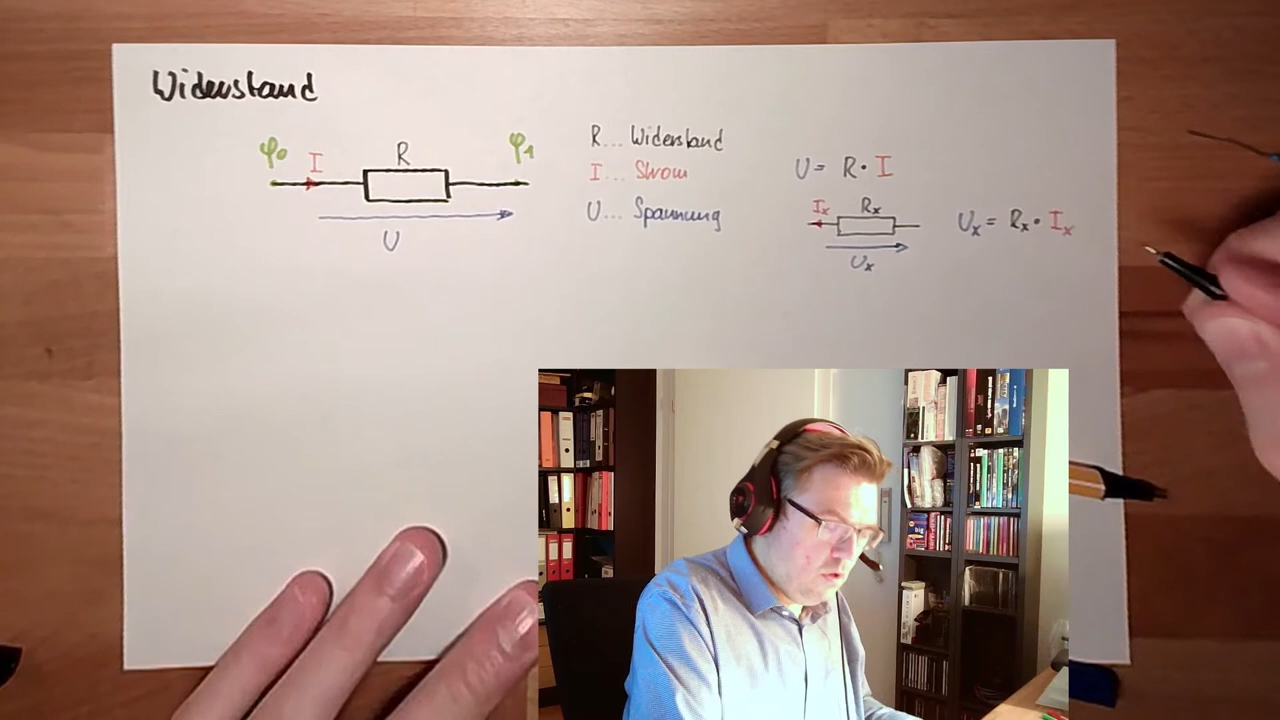 Widerstand
φ0 I R φ1
U
R... Widerstand
I... Strom
U... Spannung
U = R · I
Ix Rx
Ux
Ux = Rx · Ix